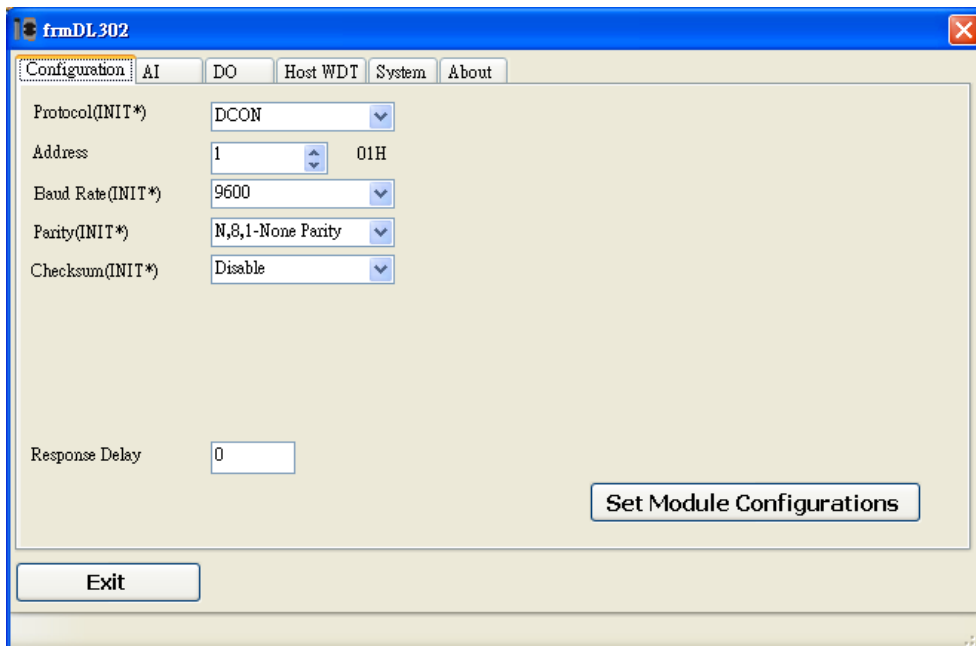 frmDL302
Configuration AI DO Host WDT System About
Protocol(INIT*) DCON
Address 1 01H
Baud Rate(INIT*) 9600
Parity(INIT*) N,8,1-None Parity
Checksum(INIT*) Disable
Response Delay 0
Set Module Configurations
Exit